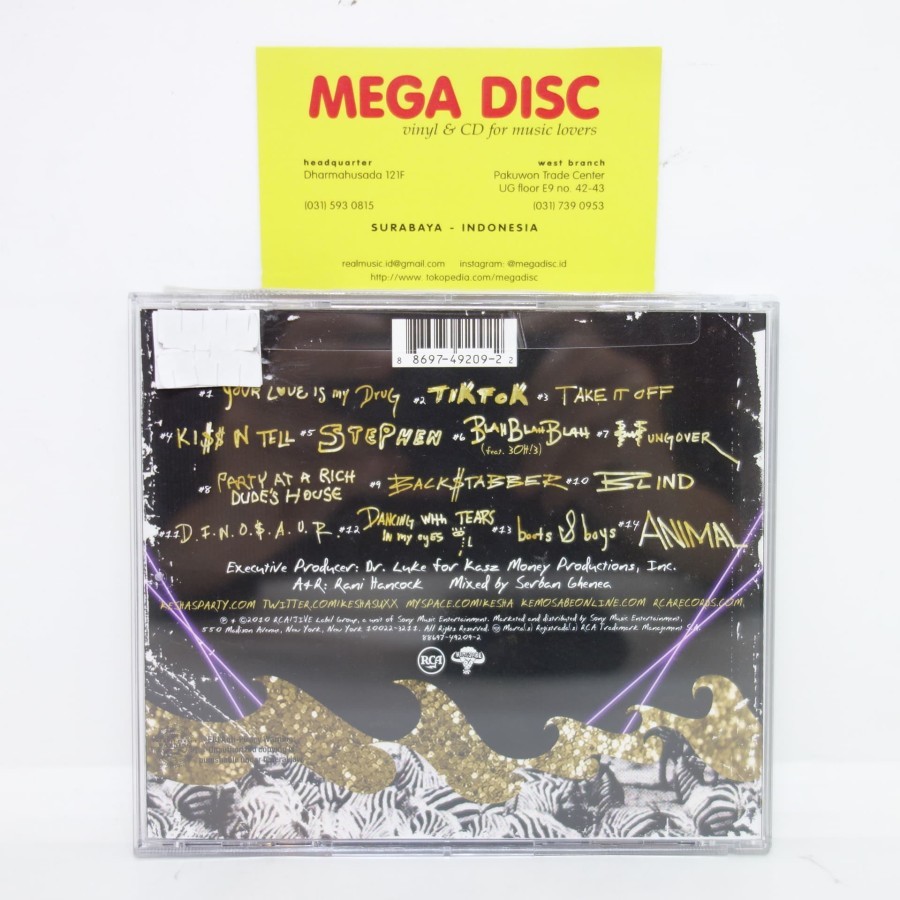 MEGA DISC
vinyl & CD for music lovers
headquarter
Dharmahusada 121F
(031) 593 0815
west branch
Pakuwon Trade Center
UG floor E9 no. 42-43
(031) 739 0953
SURABAYA - INDONESIA
realmusic.id@gmail.com instagram: @megadisc.id
http://www. tokopedia.com/megadisc
8 8697-49209-2 2
#1 YOUR LOVE IS MY DRUG #2 TiK ToK #3 TAKE IT OFF
#4 KI$$ N TELL #5 STEPHEN #6 BLAH BLAH BLAH (feat. 3OH!3) #7 HUNGOVER
#8 PARTY AT A RICH DUDE'S HOUSE #9 BACK$TABBER #10 BLIND
#11 D.I.N.O.$.A.U.R #12 DANCING WITH TEARS IN MY EYES #13 boots & boys #14 ANIMAL
Executive Producer: Dr. Luke for Kasz Money Productions, Inc.
A+R: Rani Hancock Mixed by Serban Ghenea
KESHASPARTY.COM TWITTER.COM/KESHASUXX MYSPACE.COM/KESHA KEMOSABEONLINE.COM RCARECORDS.COM
℗ + ©2010 RCA/JIVE Label Group, a unit of Sony Music Entertainment. Marketed and distributed by Sony Music Entertainment,
550 Madison Avenue, New York, New York 10022-3211. All Rights Reserved. Marca(s) Registrada(s) RCA Trademark Management S.A.
88697-49209-2
RCA